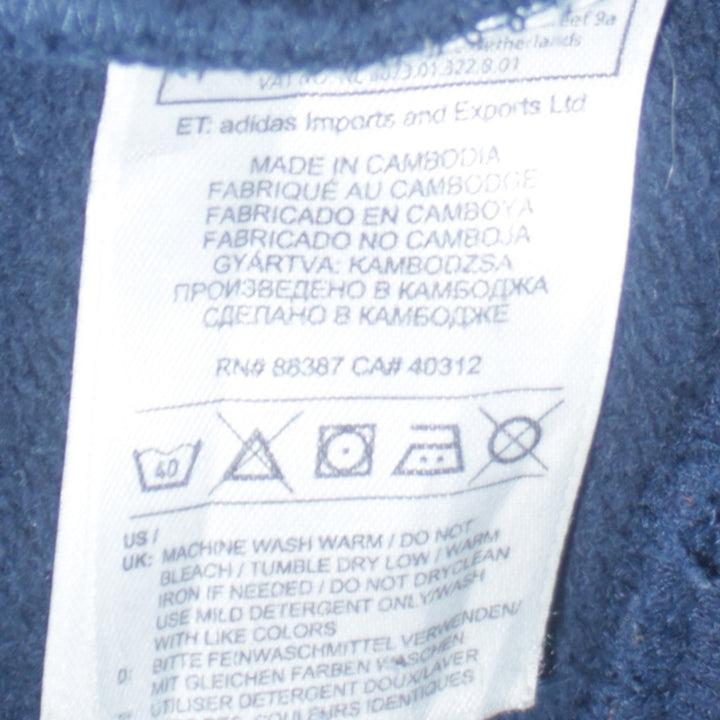 Netherlands
VAT NO: NL 8073.01.322.B.01
ET: adidas Imports and Exports Ltd
MADE IN CAMBODIA
FABRIQUÉ AU CAMBODGE
FABRICADO EN CAMBOYA
FABRICADO NO CAMBOJA
GYÁRTVA: KAMBODZSA
ПРОИЗВЕДЕНО В КАМБОДЖА
СДЕЛАНО В КАМБОДЖЕ
RN# 88387 CA# 40312
40
US /
UK: MACHINE WASH WARM / DO NOT
BLEACH / TUMBLE DRY LOW / WARM
IRON IF NEEDED / DO NOT DRYCLEAN
USE MILD DETERGENT ONLY/WASH
WITH LIKE COLORS
D: BITTE FEINWASCHMITTEL VERWENDEN/
MIT GLEICHEN FARBEN WASCHEN
UTILISER DETERGENT DOUX/LAVER
COULEURS IDENTIQUES